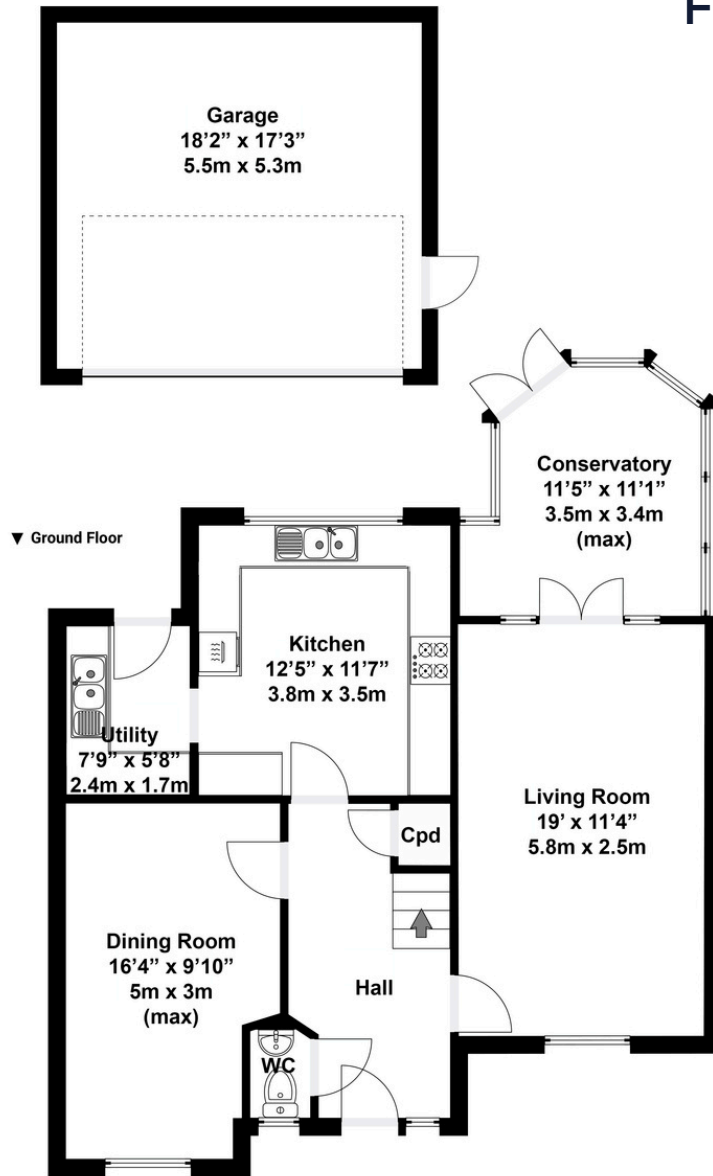 F
Garage
18’2” x 17’3”
5.5m x 5.3m
Conservatory
11’5” x 11’1”
3.5m x 3.4m
(max)
▼ Ground Floor
Kitchen
12’5” x 11’7”
3.8m x 3.5m
Utility
7’9” x 5’8”
2.4m x 1.7m
Living Room
19’ x 11’4”
5.8m x 2.5m
Cpd
Dining Room
16’4” x 9’10”
5m x 3m
(max)
Hall
WC